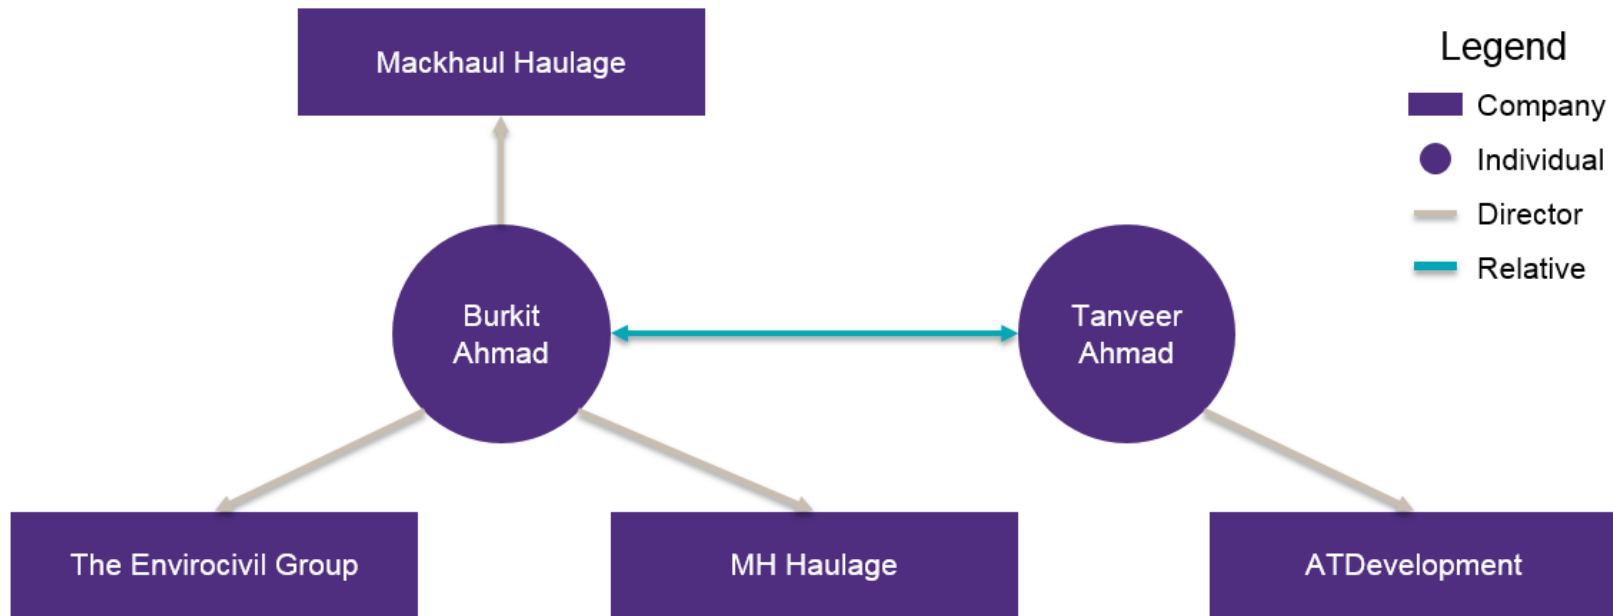 Mackhaul Haulage
Legend
Company
Individual
Director
Relative
Burkit
Ahmad
Tanveer
Ahmad
The Envirocivil Group
MH Haulage
ATDevelopment